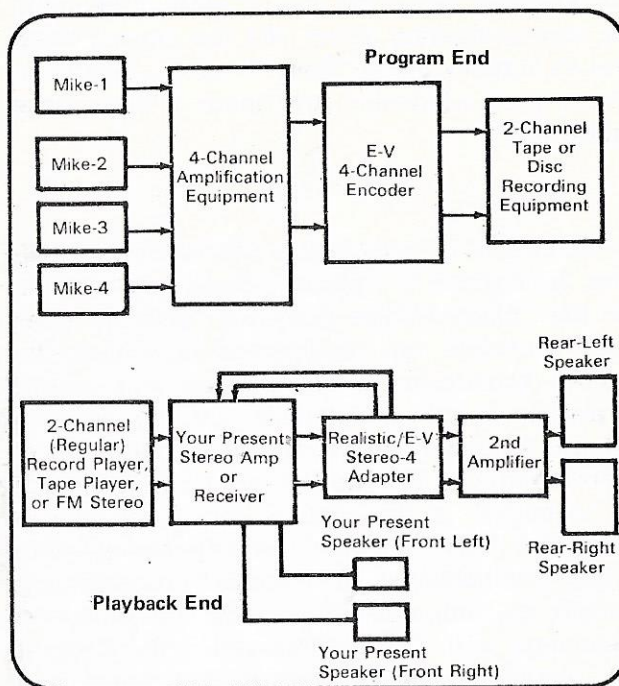 Program End
Mike-1
Mike-2
Mike-3
Mike-4
4-Channel
Amplification
Equipment
E-V
4-Channel
Encoder
2-Channel
Tape or
Disc
Recording
Equipment
Rear-Left
Speaker
2-Channel
(Regular)
Record Player,
Tape Player,
or FM Stereo
Your Present
Stereo Amp
or
Receiver
Realistic/E-V
Stereo-4
Adapter
2nd
Amplifier
Rear-Right
Speaker
Your Present
Speaker (Front Left)
Playback End
Your Present
Speaker (Front Right)